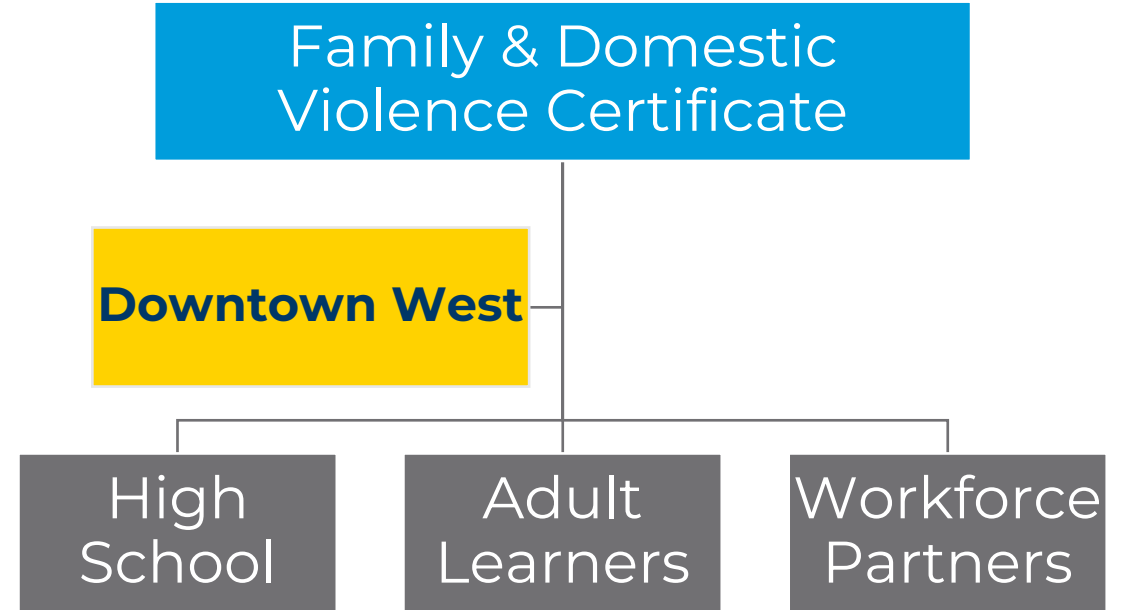 Family & Domestic
Violence Certificate
Downtown West
High
School
Adult
Learners
Workforce
Partners